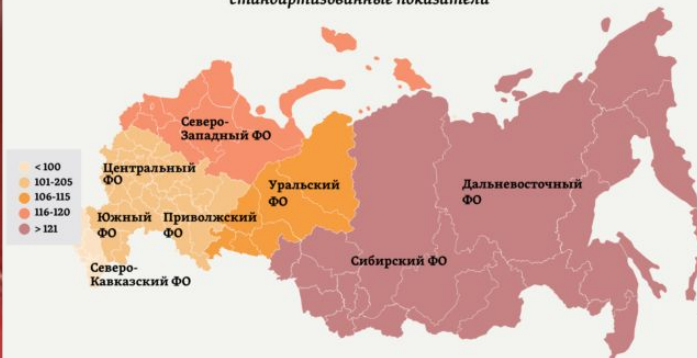 стандартизованные показатели
Северо-
Западный ФО
< 100
101-205
106-115
116-120
> 121
Центральный
ФО
Южный
ФО
Приволжский
ФО
Северо-
Кавказский ФО
Уральский
ФО
Сибирский ФО
Дальневосточный
ФО